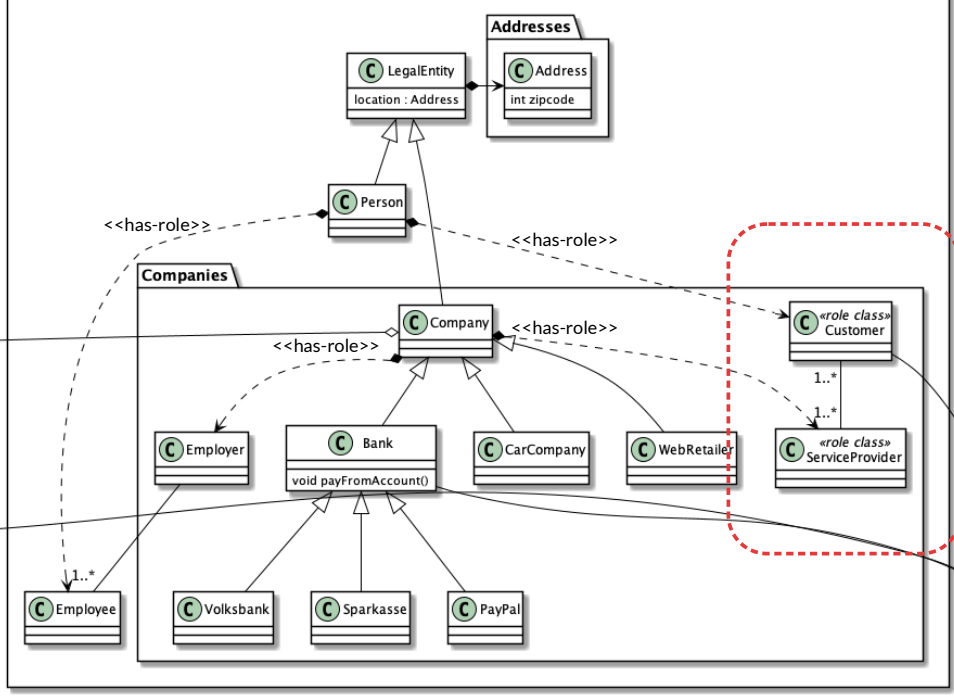 Addresses
C LegalEntity
location : Address
C Address
int zipcode
C Person
<<has-role>>
<<has-role>>
Companies
C Company
<<has-role>>
<<has-role>>
C «role class»
Customer
1..*
1..*
C Employer
C Bank
void payFromAccount()
C CarCompany
C WebRetailer
C «role class»
ServiceProvider
1..*
C Employee
C Volksbank
C Sparkasse
C PayPal